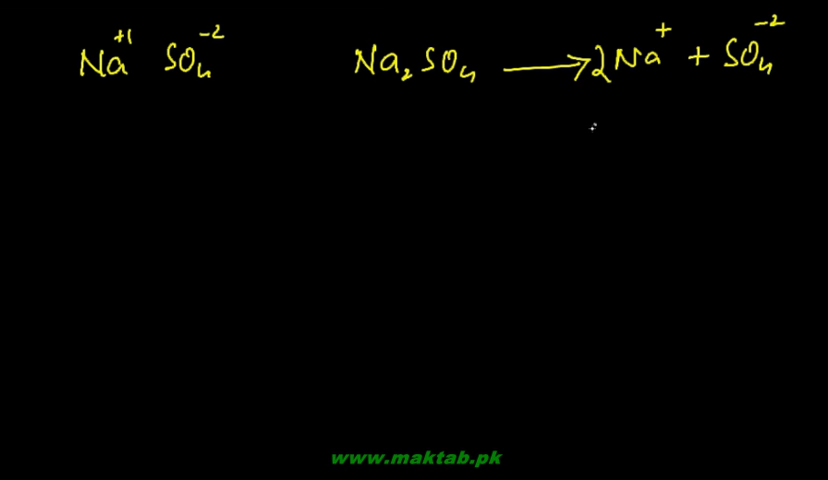 Na⁺¹ SO₄⁻² Na₂SO₄ ⟶ 2Na⁺ + SO₄⁻²
www.maktab.pk